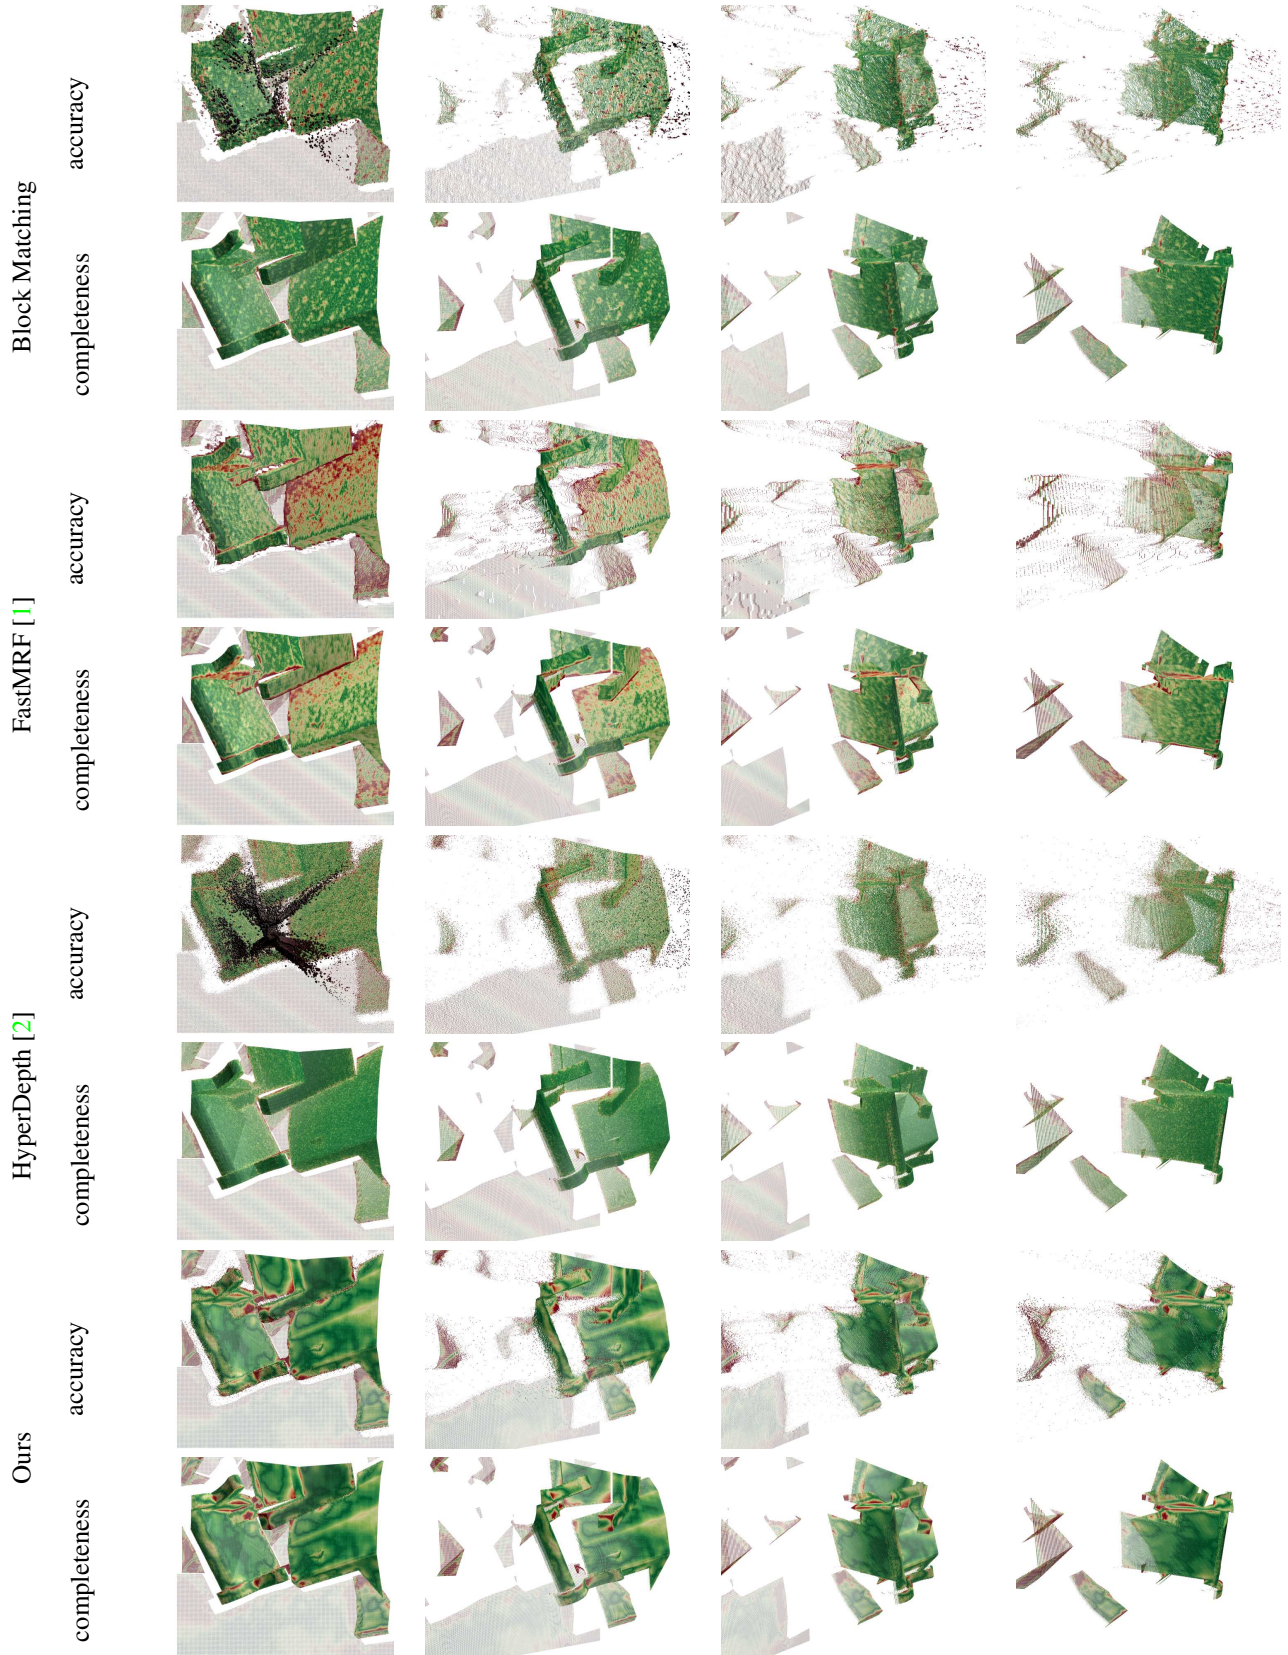 Block Matching
accuracy
completeness
FastMRF [1]
accuracy
completeness
HyperDepth [2]
accuracy
completeness
Ours
accuracy
completeness